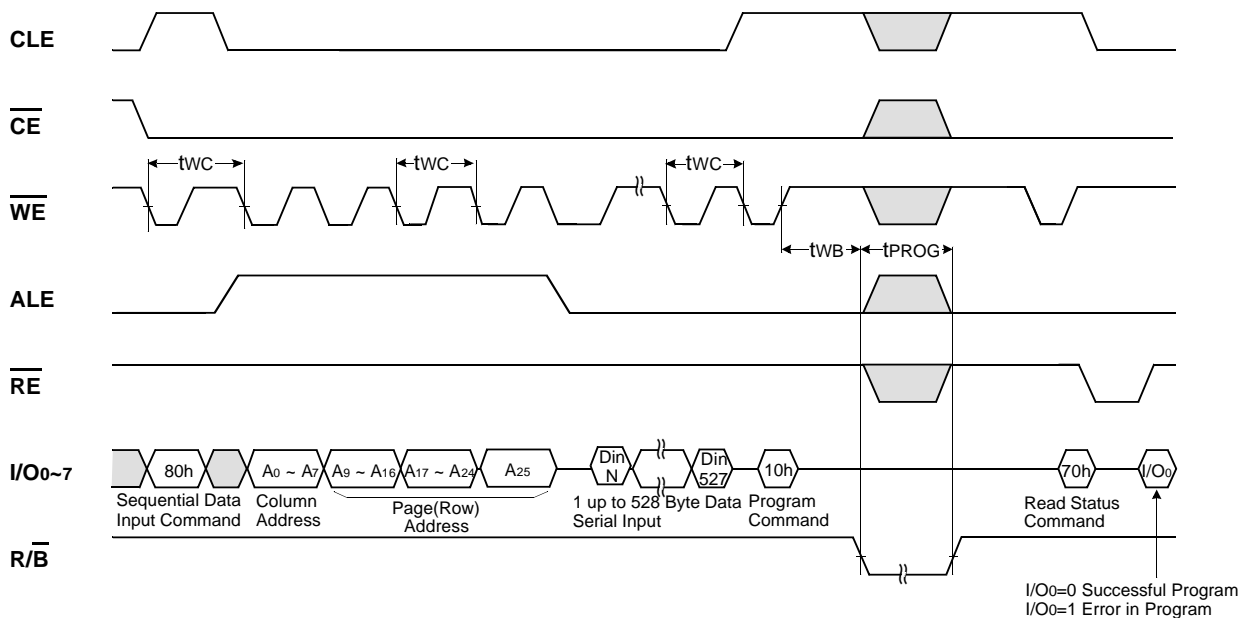 CLE
CE
tWC
tWC
tWC
WE
tWB
tPROG
ALE
RE
I/O0~7
80h
A0 ~ A7
A9 ~ A16
A17 ~ A24
A25
Din
N
Din
527
10h
70h
I/O0
Sequential Data
Input Command
Column
Address
Page(Row)
Address
1 up to 528 Byte Data
Serial Input
Program
Command
Read Status
Command
R/B
I/O0=0 Successful Program
I/O0=1 Error in Program